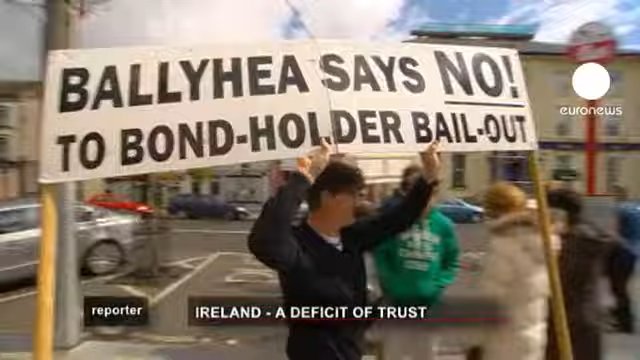 BALLYHEA SAYS NO!
TO BOND-HOLDER BAIL-OUT
euronews
reporter
IRELAND - A DEFICIT OF TRUST